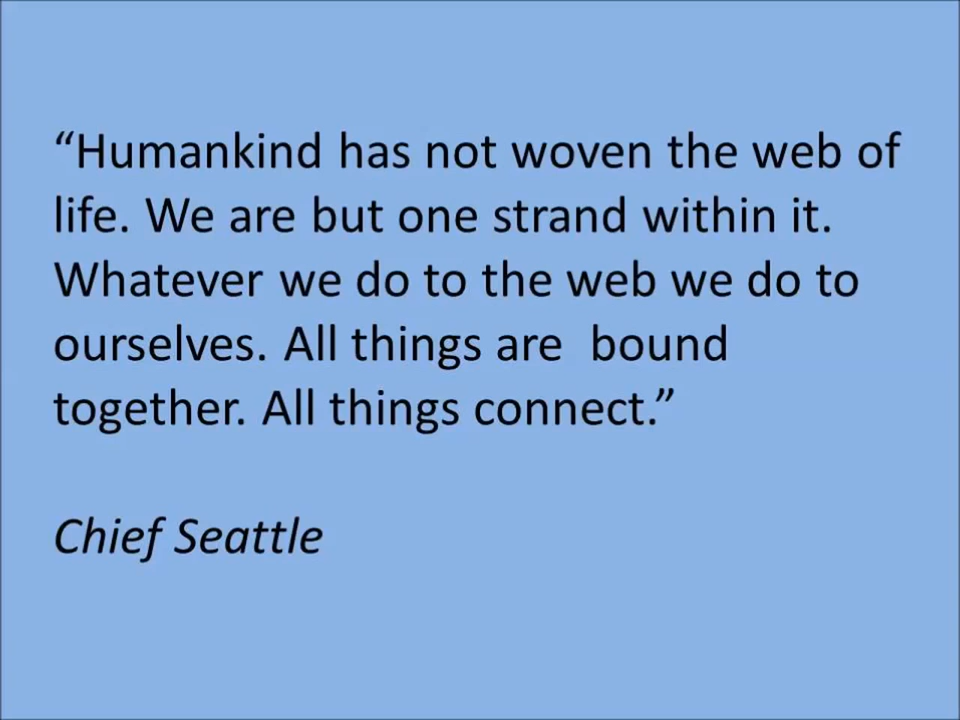 “Humankind has not woven the web of
life. We are but one strand within it.
Whatever we do to the web we do to
ourselves. All things are  bound
together. All things connect.”
Chief Seattle